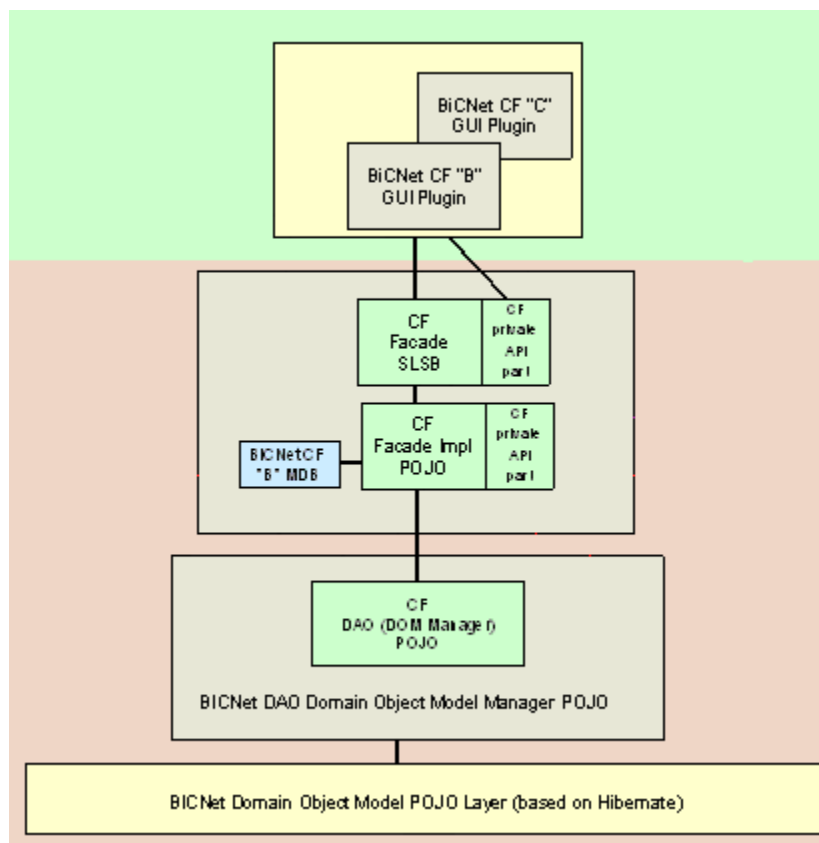 BiCNet CF "C"
GUI Plugin
BiCNet CF "B"
GUI Plugin
CF
Facade
SLSB
CF
private
API
part
CF
Facade Impl
POJO
CF
private
API
part
BICNetCF
"B" MDB
CF
DAO (DOM Manager)
POJO
BICNet DAO Domain Object Model Manager POJO
BICNet Domain Object Model POJO Layer (based on Hibernate)